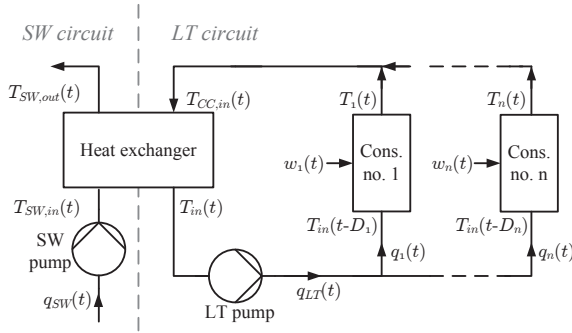 SW circuit
LT circuit
T_{SW,out}(t)
T_{CC,in}(t)
T_1(t)
T_n(t)
Heat exchanger
w_1(t)
Cons.
no. 1
w_n(t)
Cons.
no. n
T_{SW,in}(t)
T_{in}(t)
T_{in}(t-D_1)
T_{in}(t-D_n)
SW
pump
q_1(t)
q_n(t)
q_{SW}(t)
LT pump
q_{LT}(t)